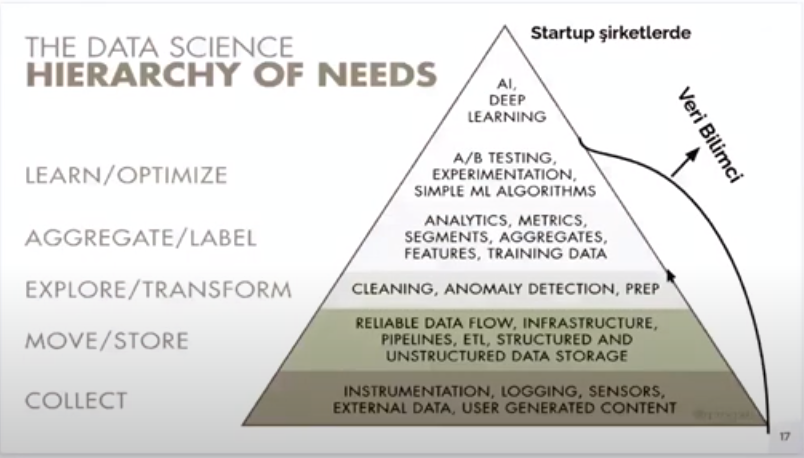 THE DATA SCIENCE
HIERARCHY OF NEEDS
Startup şirketlerde
Veri Bilimci
AI,
DEEP
LEARNING
LEARN/OPTIMIZE
A/B TESTING,
EXPERIMENTATION,
SIMPLE ML ALGORITHMS
AGGREGATE/LABEL
ANALYTICS, METRICS,
SEGMENTS, AGGREGATES,
FEATURES, TRAINING DATA
EXPLORE/TRANSFORM
CLEANING, ANOMALY DETECTION, PREP
MOVE/STORE
RELIABLE DATA FLOW, INFRASTRUCTURE,
PIPELINES, ETL, STRUCTURED AND
UNSTRUCTURED DATA STORAGE
COLLECT
INSTRUMENTATION, LOGGING, SENSORS,
EXTERNAL DATA, USER GENERATED CONTENT
17